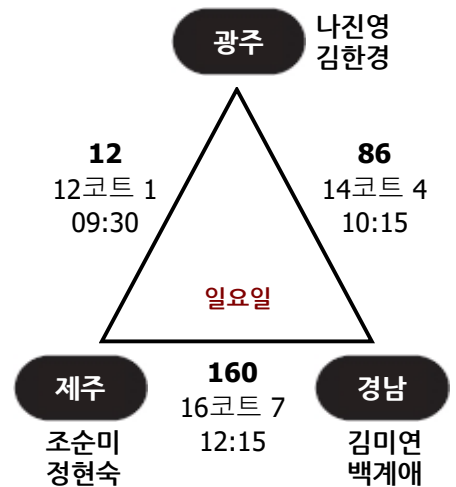 광주
나진영
김한경
12
12코트 1
09:30
86
14코트 4
10:15
일요일
제주
조순미
정현숙
160
16코트 7
12:15
경남
김미연
백계애